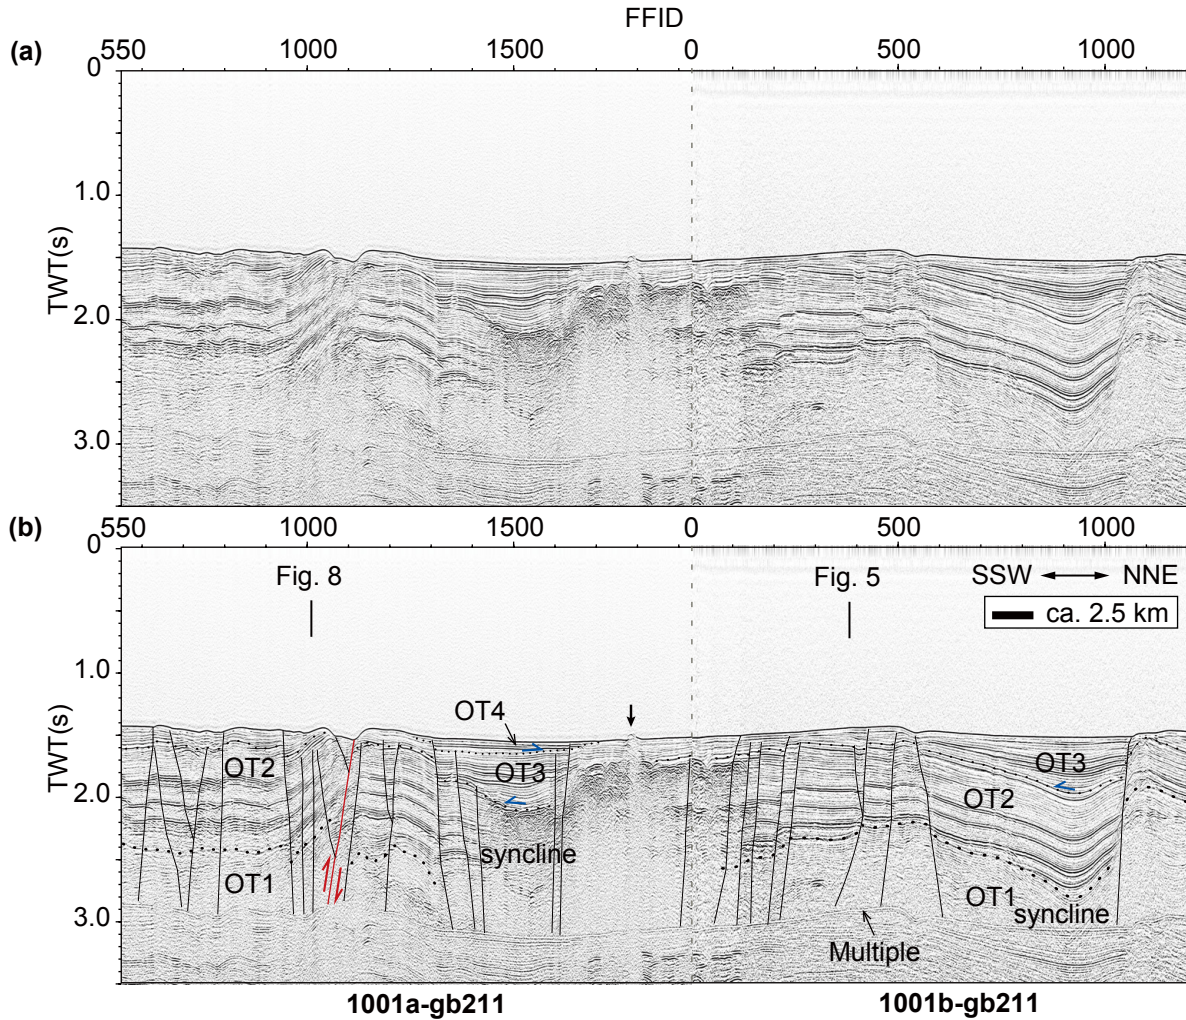 FFID
(a) 550 1000 1500 0 500 1000
0
1.0
TWT(s)
2.0
3.0
(b) 550 1000 1500 0 500 1000
0
Fig. 8 Fig. 5 SSW NNE
ca. 2.5 km
1.0
OT4
TWT(s)
OT2 OT3 OT3
2.0
OT2
syncline
OT1 OT1
syncline
3.0
Multiple
1001a-gb211 1001b-gb211